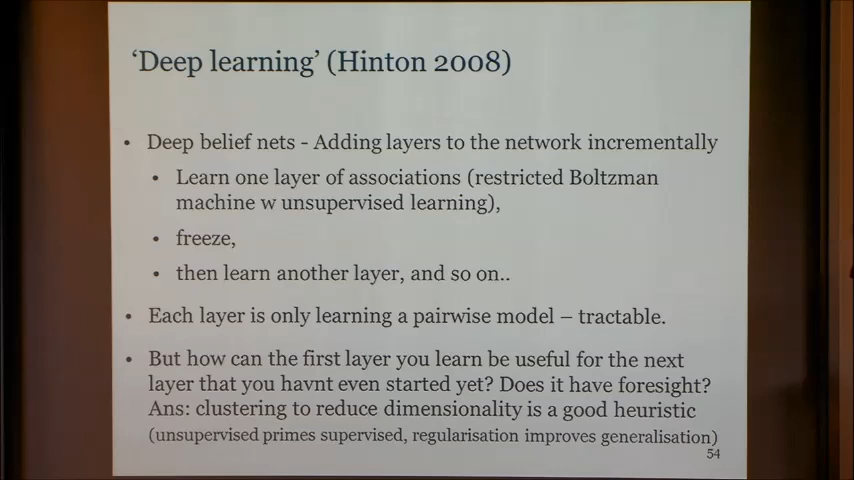 ‘Deep learning’ (Hinton 2008)
• Deep belief nets - Adding layers to the network incrementally
• Learn one layer of associations (restricted Boltzman
machine w unsupervised learning),
• freeze,
• then learn another layer, and so on..
• Each layer is only learning a pairwise model – tractable.
• But how can the first layer you learn be useful for the next
layer that you havnt even started yet? Does it have foresight?
Ans: clustering to reduce dimensionality is a good heuristic
(unsupervised primes supervised, regularisation improves generalisation)
54